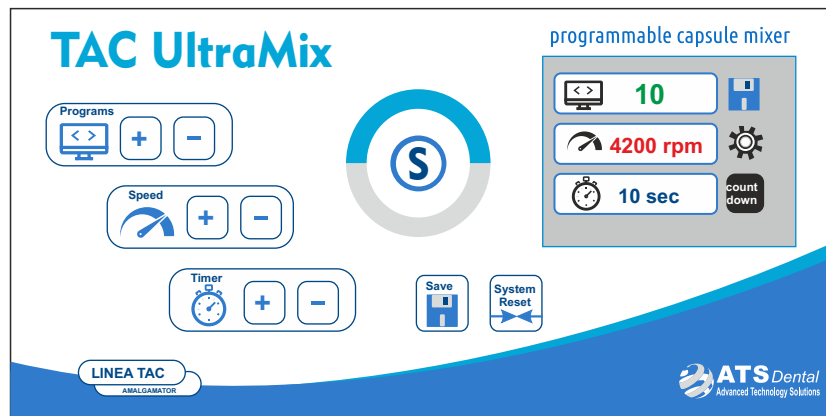 TAC UltraMix
programmable capsule mixer
Programs
+ −
Speed
+ −
Timer
+ −
S
10
4200 rpm
10 sec
count
down
Save
System
Reset
LINEA TAC
AMALGAMATOR
ATS Dental
Advanced Technology Solutions